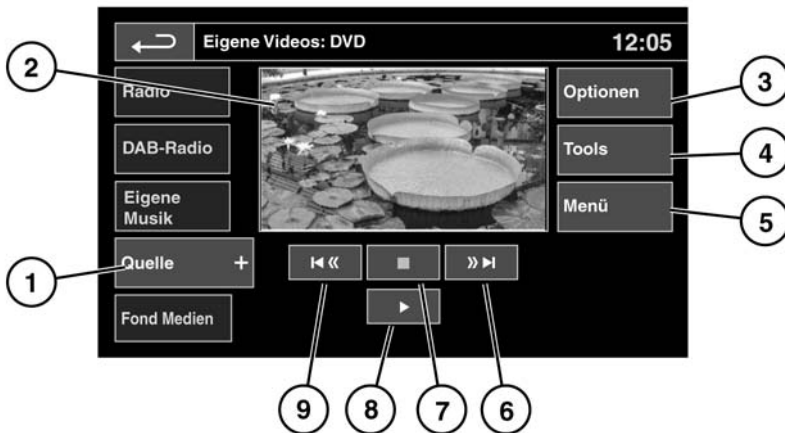 Eigene Videos: DVD
12:05
Radio
DAB-Radio
Eigene
Musik
Quelle +
Fond Medien
Optionen
Tools
Menü
1
2
3
4
5
6
7
8
9